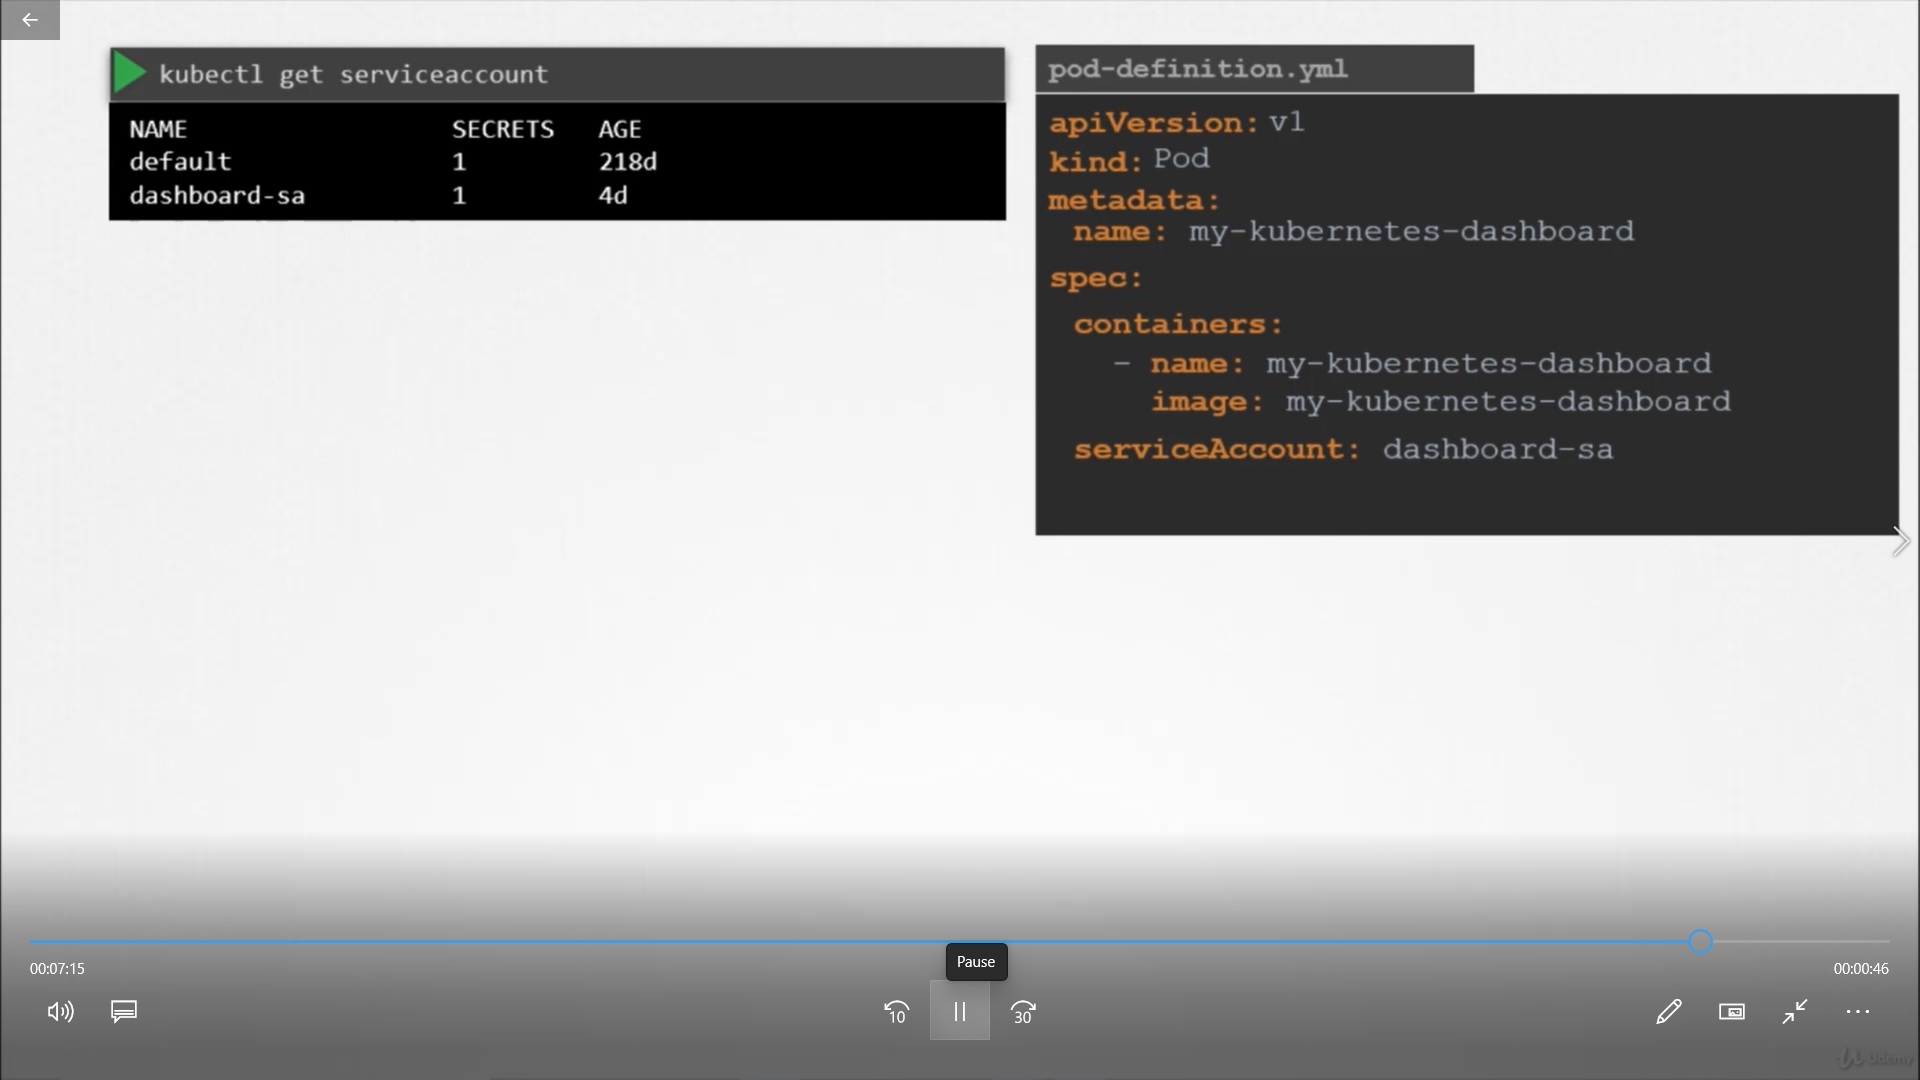 kubectl get serviceaccount
NAME SECRETS AGE
default 1 218d
dashboard-sa 1 4d
pod-definition.yml
apiVersion: v1
kind: Pod
metadata:
name: my-kubernetes-dashboard
spec:
containers:
- name: my-kubernetes-dashboard
image: my-kubernetes-dashboard
serviceAccount: dashboard-sa
Pause
00:07:15
00:00:46
10
30
Udemy